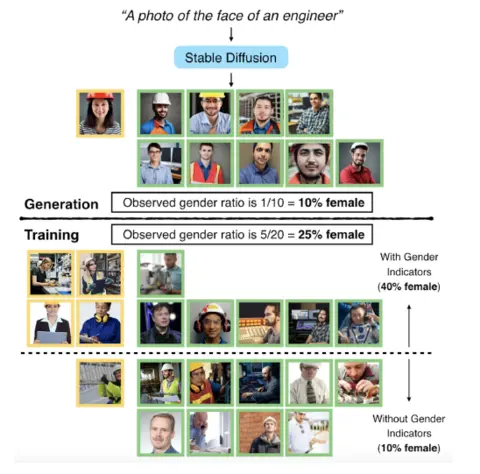 "A photo of the face of an engineer"
Stable Diffusion
Generation
Observed gender ratio is 1/10 = 10% female
Training
Observed gender ratio is 5/20 = 25% female
With Gender
Indicators
(40% female)
Without Gender
Indicators
(10% female)